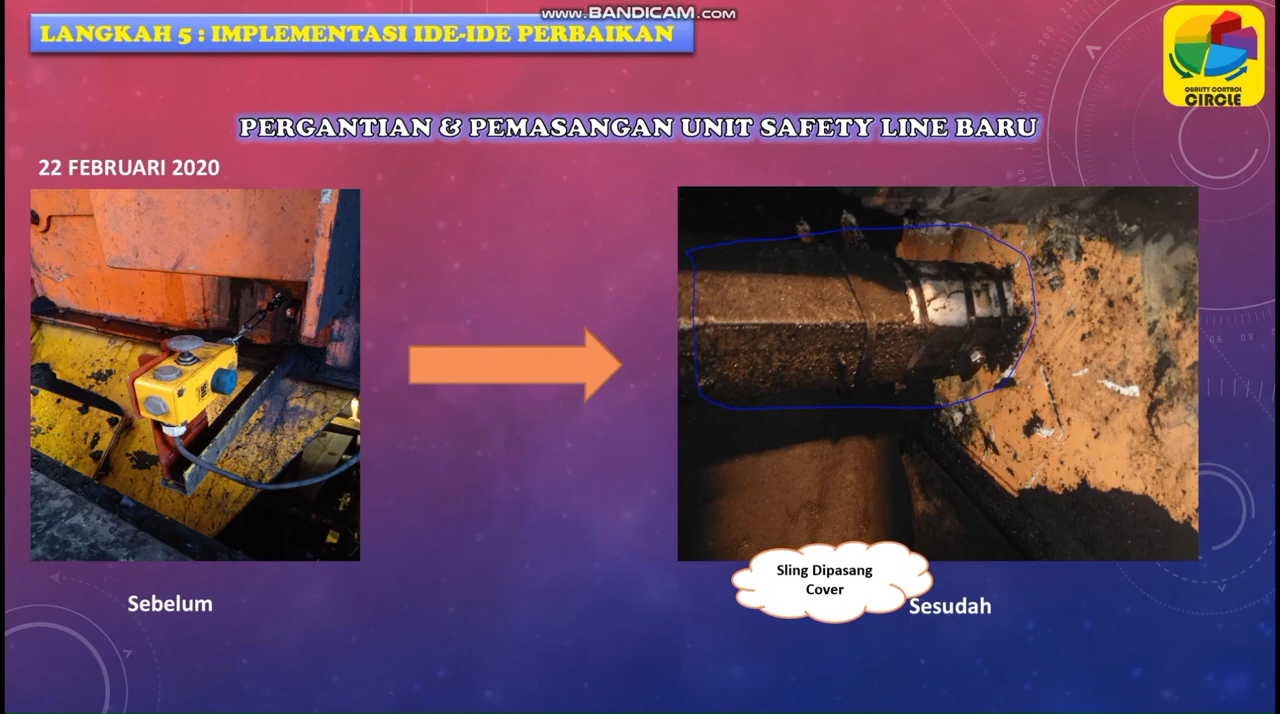 www.BANDICAM.com
LANGKAH 5 : IMPLEMENTASI IDE-IDE PERBAIKAN
QUALITY CONTROL
CIRCLE
PERGANTIAN & PEMASANGAN UNIT SAFETY LINE BARU
22 FEBRUARI 2020
Sling Dipasang
Cover
Sebelum
Sesudah